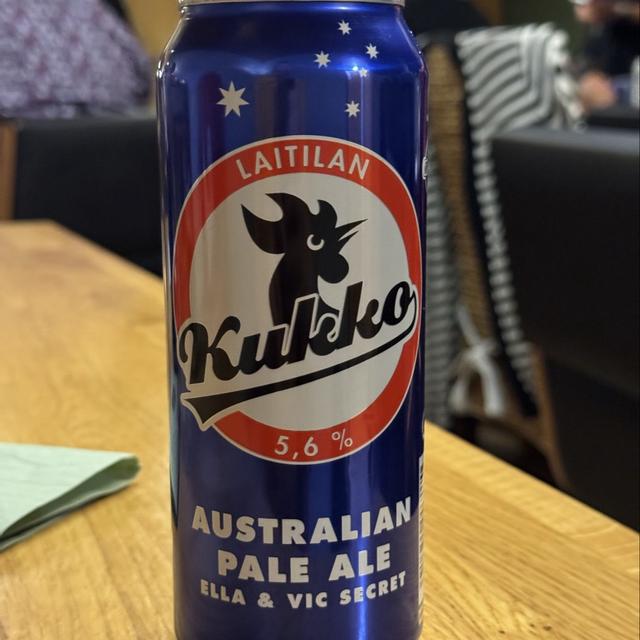 LAITILAN
Kukko
5,6 %
AUSTRALIAN
PALE ALE
ELLA & VIC SECRET